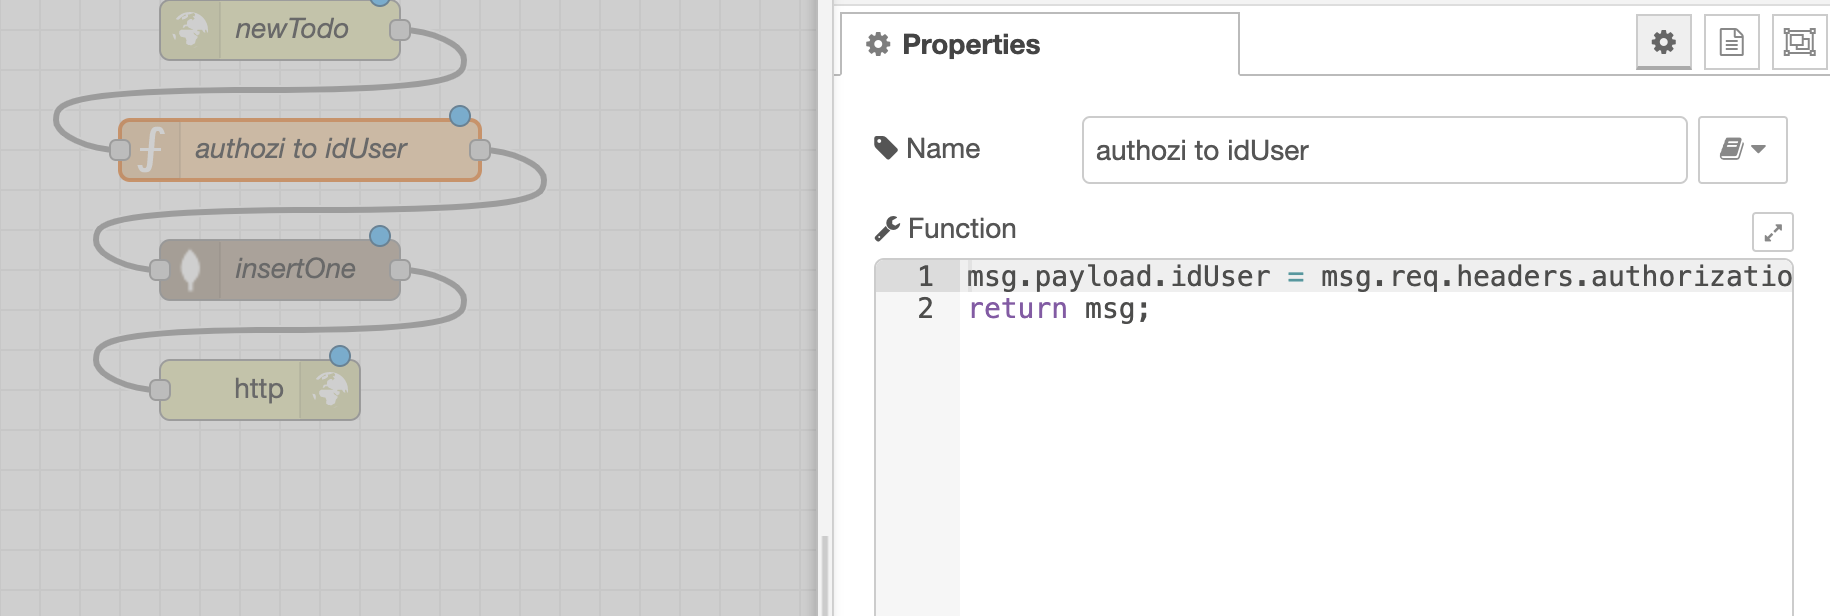 newTodo
authozi to idUser
insertOne
http
Properties
Name
authozi to idUser
Function
1 msg.payload.idUser = msg.req.headers.authorizatio
2 return msg;